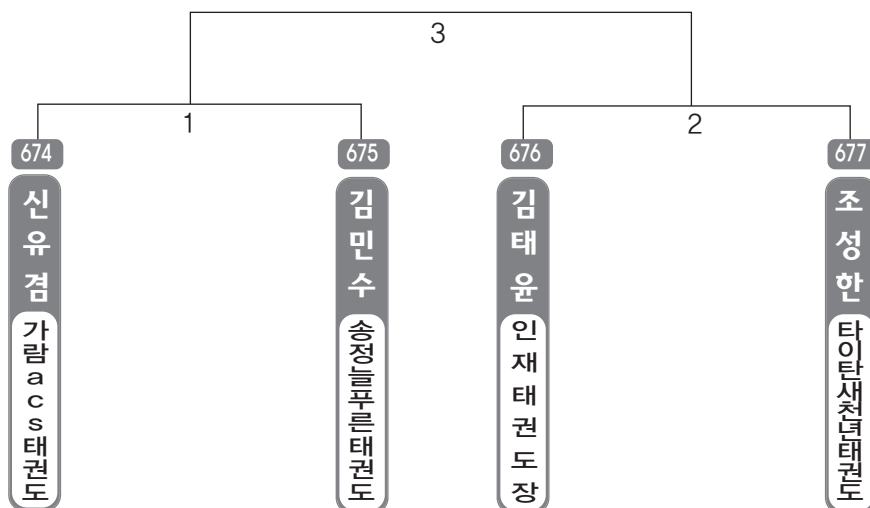 3
1
2
674
675
676
677
신유겸
김민수
김태윤
조성한
가람acs태권도
송정늘푸른태권도
인재태권도장
타이탄새천년태권도